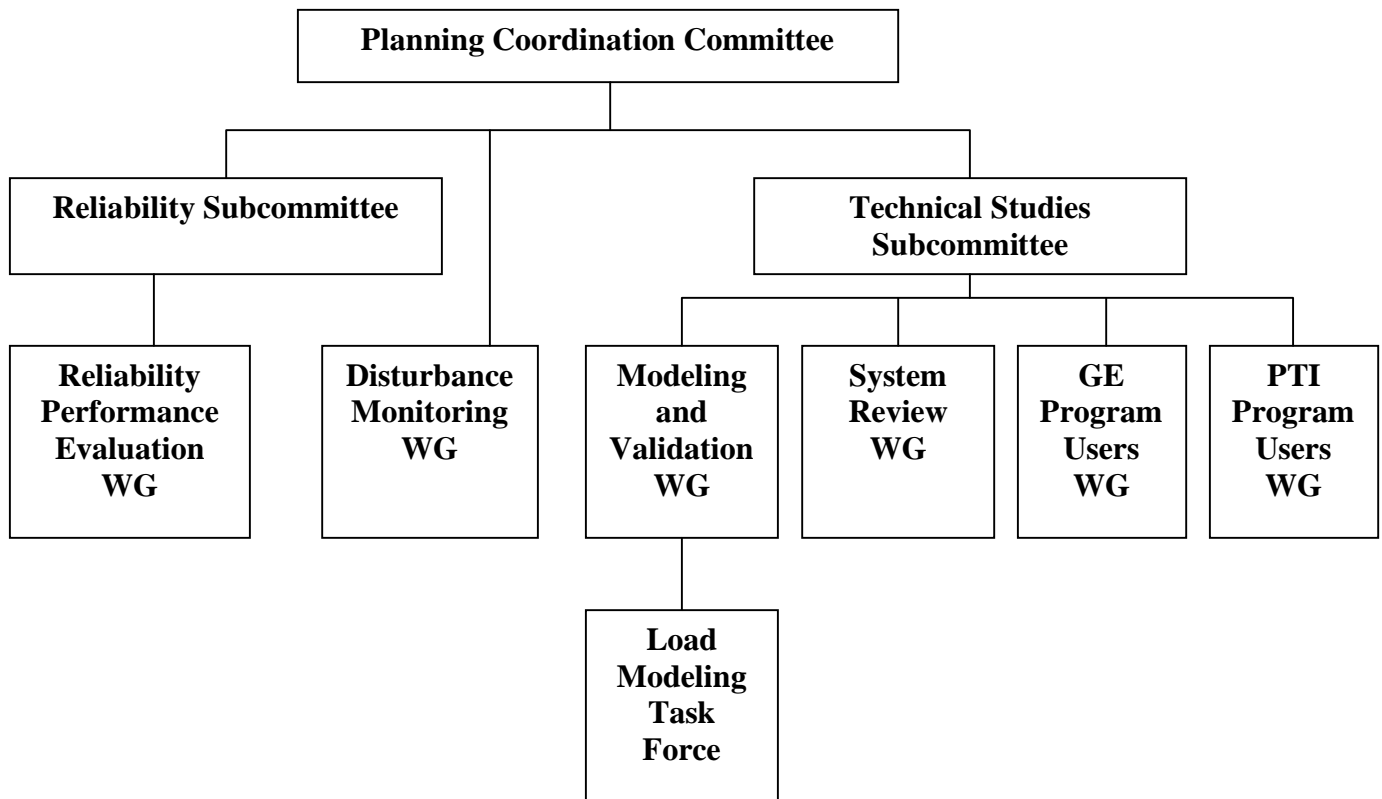 Planning Coordination Committee
Reliability Subcommittee
Technical Studies
Subcommittee
Reliability
Performance
Evaluation
WG
Disturbance
Monitoring
WG
Modeling
and
Validation
WG
System
Review
WG
GE
Program
Users
WG
PTI
Program
Users
WG
Load
Modeling
Task
Force